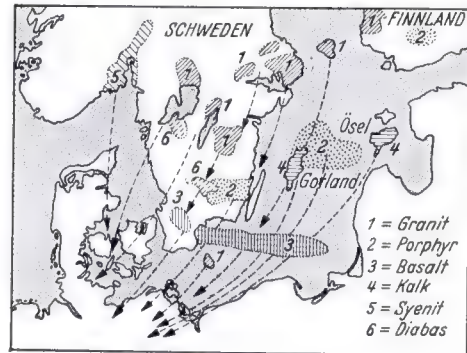 SCHWEDEN
FINNLAND
1
2
1
1
1
1
5
1
6
1
Ösel
2
4
4
Gotland
6
3
2
3
1
1 = Granit
2 = Porphyr
3 = Basalt
4 = Kalk
5 = Syenit
6 = Diabas